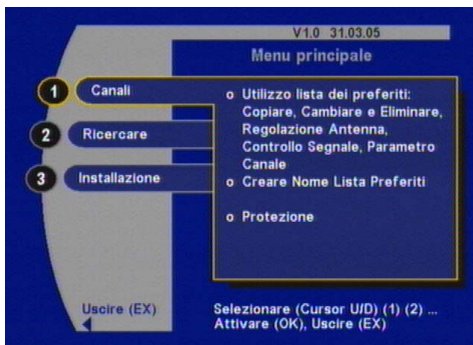 V1.0 31.03.05
Menu principale
1 Canali
2 Ricercare
3 Installazione
o Utilizzo lista dei preferiti:
Copiare, Cambiare e Eliminare,
Regolazione Antenna,
Controllo Segnale, Parametro
Canale
o Creare Nome Lista Preferiti
o Protezione
Uscire (EX)
Selezionare (Cursor U/D) (1) (2) ...
Attivare (OK), Uscire (EX)